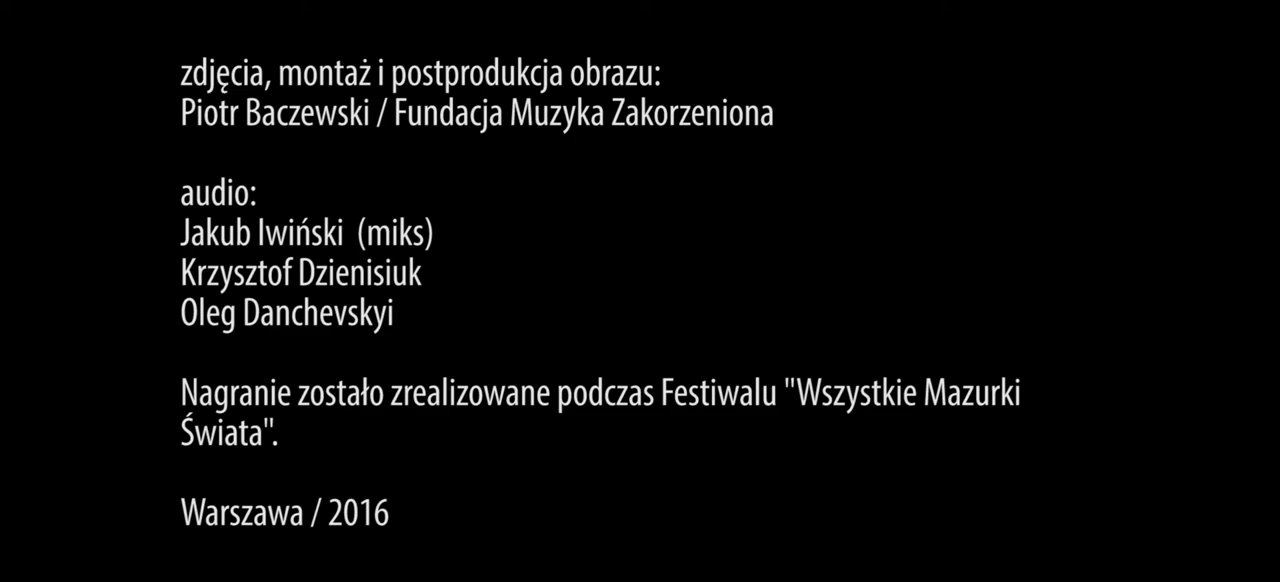 zdjęcia, montaż i postprodukcja obrazu:
Piotr Baczewski / Fundacja Muzyka Zakorzeniona
audio:
Jakub Iwiński  (miks)
Krzysztof Dzienisiuk
Oleg Danchevskyi
Nagranie zostało zrealizowane podczas Festiwalu "Wszystkie Mazurki
Świata".
Warszawa / 2016